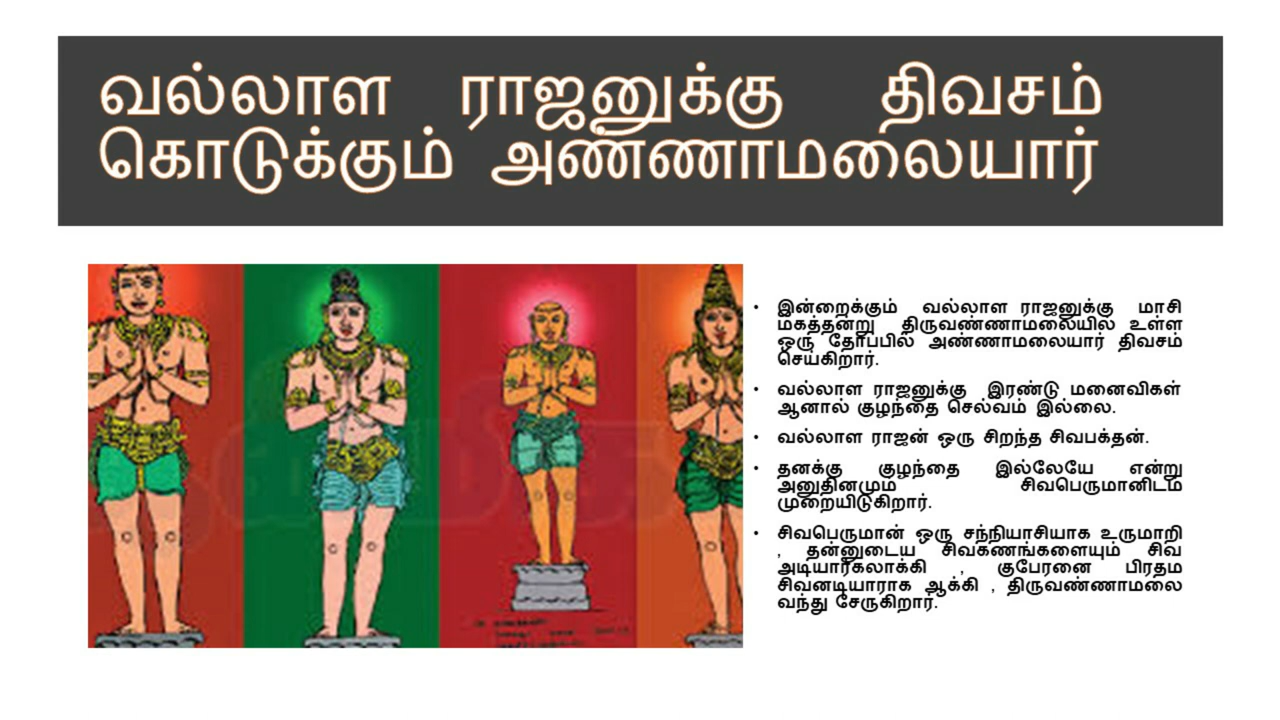 வல்லாள ராஜனுக்கு திவசம்
கொடுக்கும் அண்ணாமலையார்
• இன்றைக்கும் வல்லாள ராஜனுக்கு மாசி
மகத்தன்று திருவண்ணாமலையில் உள்ள
ஒரு தோப்பில் அண்ணாமலையார் திவசம்
செய்கிறார்.
• வல்லாள ராஜனுக்கு இரண்டு மனைவிகள்
ஆனால் குழந்தை செல்வம் இல்லை.
• வல்லாள ராஜன் ஒரு சிறந்த சிவபக்தன்.
• தனக்கு குழந்தை இல்லேயே என்று
அனுதினமும் சிவபெருமானிடம்
முறையிடுகிறார்.
• சிவபெருமான் ஒரு சந்நியாசியாக உருமாறி
, தன்னுடைய சிவகணங்களையும் சிவ
அடியார்கலாக்கி , குபேரனை பிரதம
சிவனடியாராக ஆக்கி , திருவண்ணாமலை
வந்து சேருகிறார்.